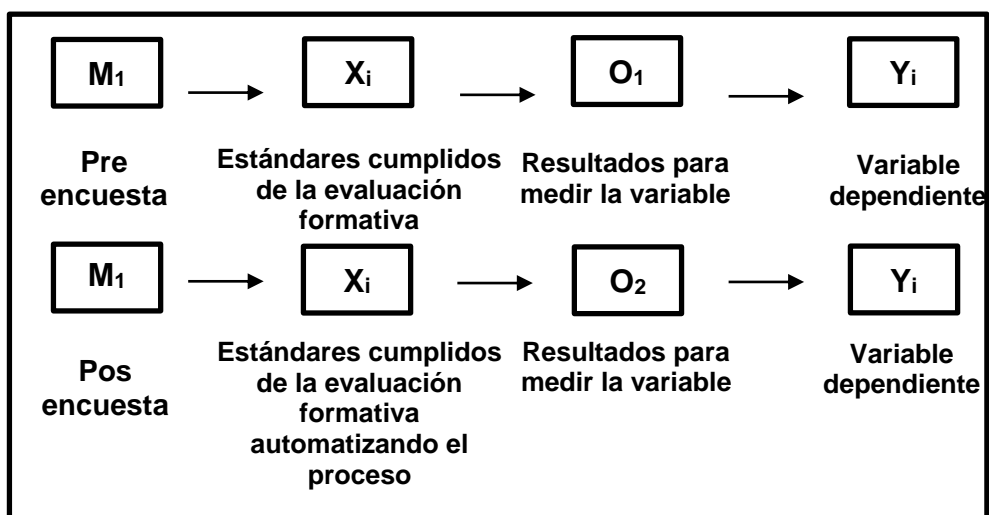 M₁ Xᵢ O₁ Yᵢ
Pre
encuesta
Estándares cumplidos
de la evaluación
formativa
Resultados para
medir la variable
Variable
dependiente
M₁ Xᵢ O₂ Yᵢ
Pos
encuesta
Estándares cumplidos
de la evaluación
formativa
automatizando el
proceso
Resultados para
medir la variable
Variable
dependiente